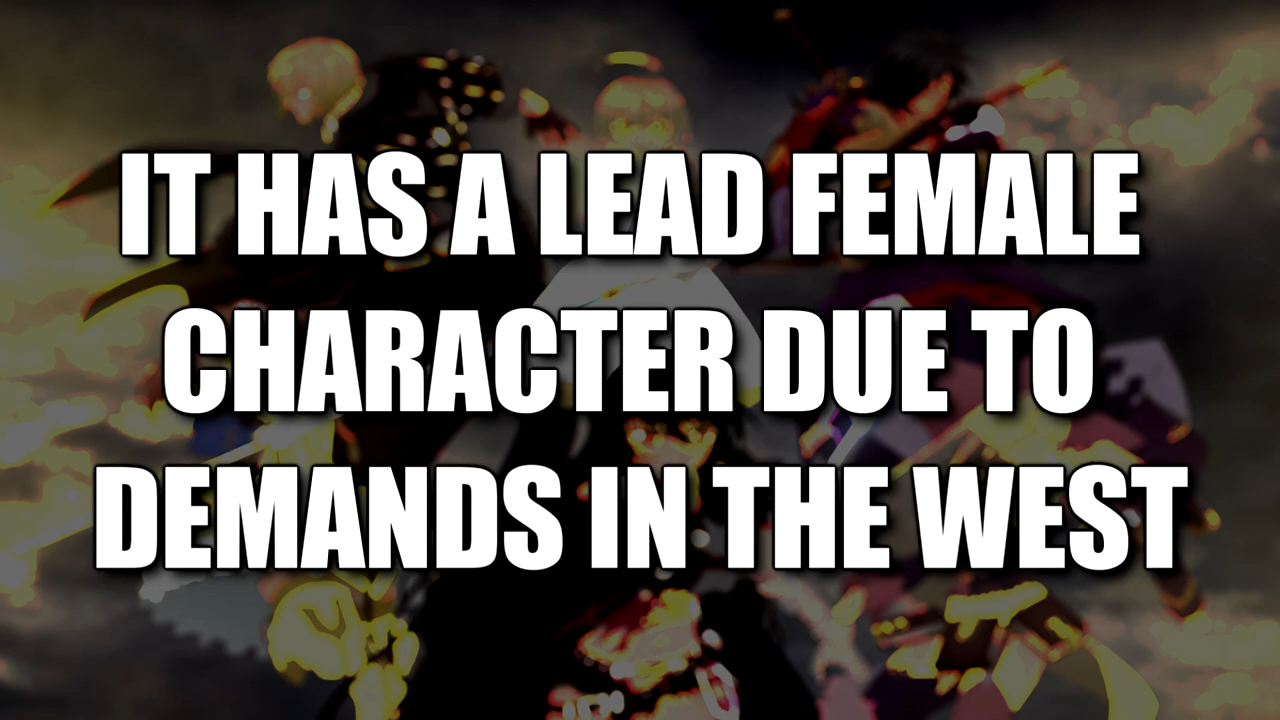 IT HAS A LEAD FEMALE
CHARACTER DUE TO
DEMANDS IN THE WEST